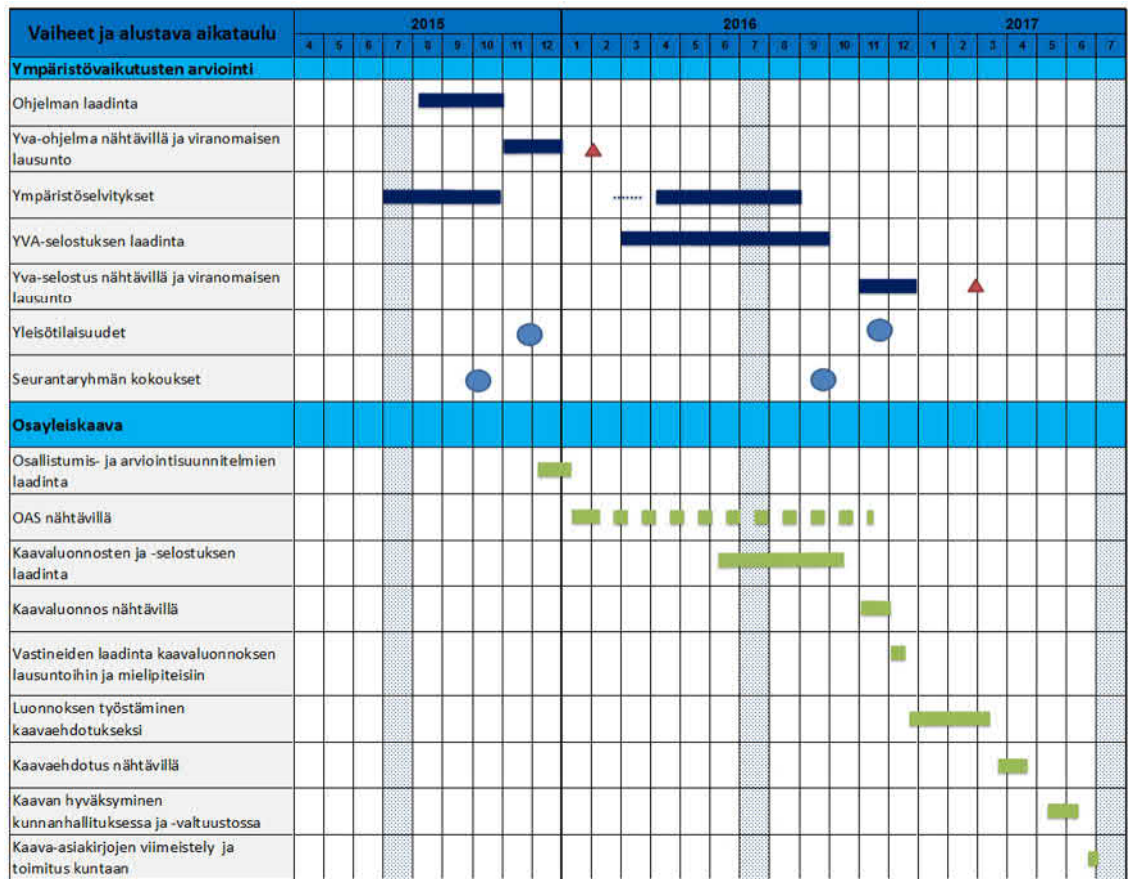 Vaiheet ja alustava aikataulu
2015 2016 2017
4 5 6 7 8 9 10 11 12 1 2 3 4 5 6 7 8 9 10 11 12 1 2 3 4 5 6 7
Ympäristövaikutusten arviointi
Ohjelman laadinta
Yva-ohjelma nähtävillä ja viranomaisen
lausunto
Ympäristöselvitykset
YVA-selostuksen laadinta
Yva-selostus nähtävillä ja viranomaisen
lausunto
Yleisötilaisuudet
Seurantaryhmän kokoukset
Osayleiskaava
Osallistumis- ja arviointisuunnitelmien
laadinta
OAS nähtävillä
Kaavaluonnosten ja -selostuksen
laadinta
Kaavaluonnos nähtävillä
Vastineiden laadinta kaavaluonnoksen
lausuntoihin ja mielipiteisiin
Luonnoksen työstäminen
kaavaehdotukseksi
Kaavaehdotus nähtävillä
Kaavan hyväksyminen
kunnanhallituksessa ja -valtuustossa
Kaava-asiakirjojen viimeistely ja
toimitus kuntaan